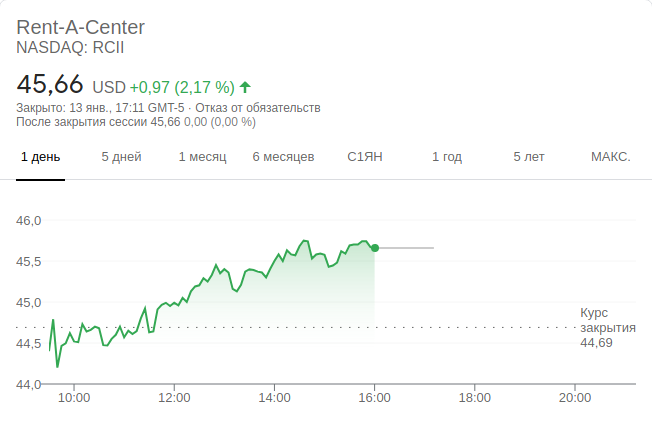 Rent-A-Center
NASDAQ: RCII
45,66 USD +0,97 (2,17 %)
Закрыто: 13 янв., 17:11 GMT-5 · Отказ от обязательств
После закрытия сессии 45,66 0,00 (0,00 %)
1 день 5 дней 1 месяц 6 месяцев С1ЯН 1 год 5 лет МАКС.
46,0
45,5
45,0
44,5
44,0
Курс
закрытия
44,69
10:00 12:00 14:00 16:00 18:00 20:00